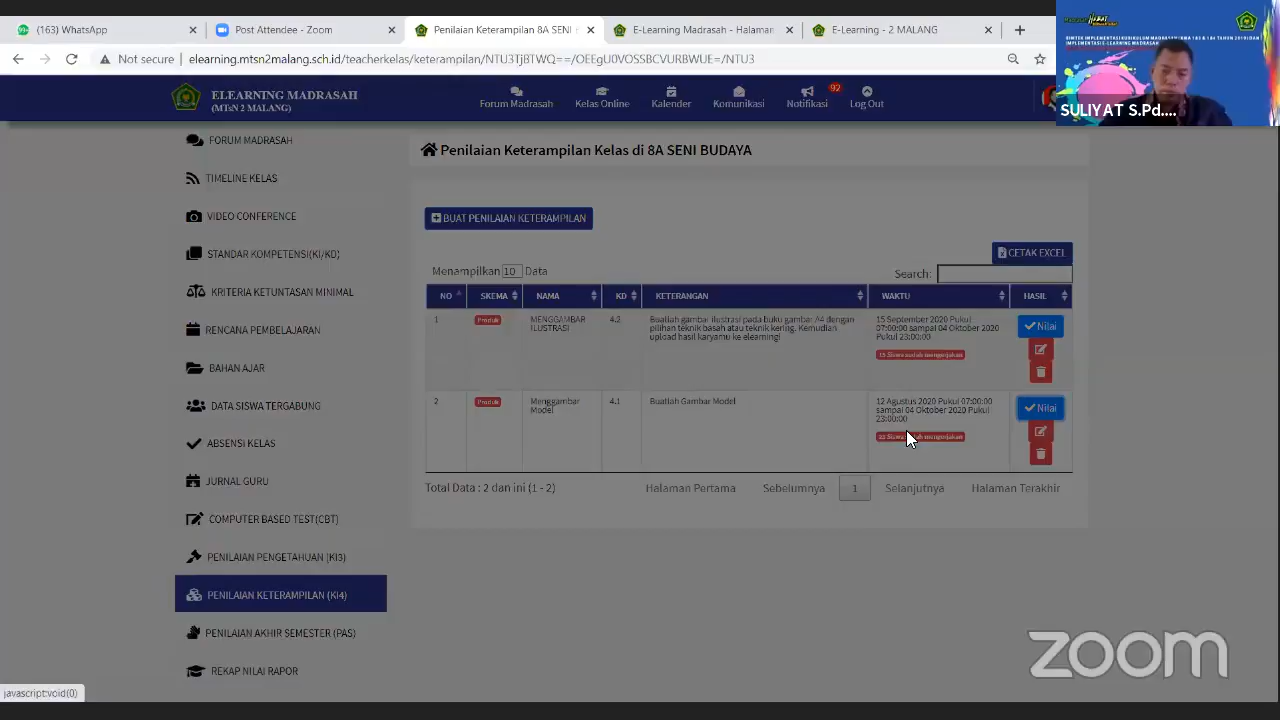 (163) WhatsApp
Post Attendee - Zoom
Penilaian Keterampilan 8A SENI
E-Learning Madrasah - Halaman
E-Learning - 2 MALANG
Not secure
ELEARNING MADRASAH
(MTSN 2 MALANG)
Forum Madrasah
Kelas Online
Kalender
Komunikasi
Notifikasi
92
Log Out
SULIYAT S.Pd....
FORUM MADRASAH
TIMELINE KELAS
VIDEO CONFERENCE
STANDAR KOMPETENSI(KI/KD)
KRITERIA KETUNTASAN MINIMAL
RENCANA PEMBELAJARAN
BAHAN AJAR
DATA SISWA TERGABUNG
ABSENSI KELAS
JURNAL GURU
COMPUTER BASED TEST(CBT)
PENILAIAN PENGETAHUAN (KI3)
PENILAIAN KETERAMPILAN (KI4)
PENILAIAN AKHIR SEMESTER (PAS)
REKAP NILAI RAPOR
Penilaian Keterampilan Kelas di 8A SENI BUDAYA
BUAT PENILAIAN KETERAMPILAN
CETAK EXCEL
Menampilkan 10 Data
Search:
NO SKEMA NAMA KD KETERANGAN WAKTU HASIL
1 Produk MENGGAMBAR ILUSTRASI 4.2
Buatlah gambar ilustrasi pada buku gambar A4 dengan
pilihan teknik basah atau teknik kering. Kemudian
upload hasil karyamu ke elearning!
15 September 2020 Pukul
07:00:00 sampai 04 Oktober 2020
Pukul 23:00:00
Siswa sudah mengerjakan
Nilai
2 Produk Menggambar Model 4.1 Buatlah Gambar Model
12 Agustus 2020 Pukul 07:00:00
sampai 04 Oktober 2020 Pukul
23:00:00
mengerjakan
Nilai
Total Data : 2 dan ini (1 - 2)
Halaman Pertama Sebelumnya 1 Selanjutnya Halaman Terakhir
javascript:void(0)
zoom